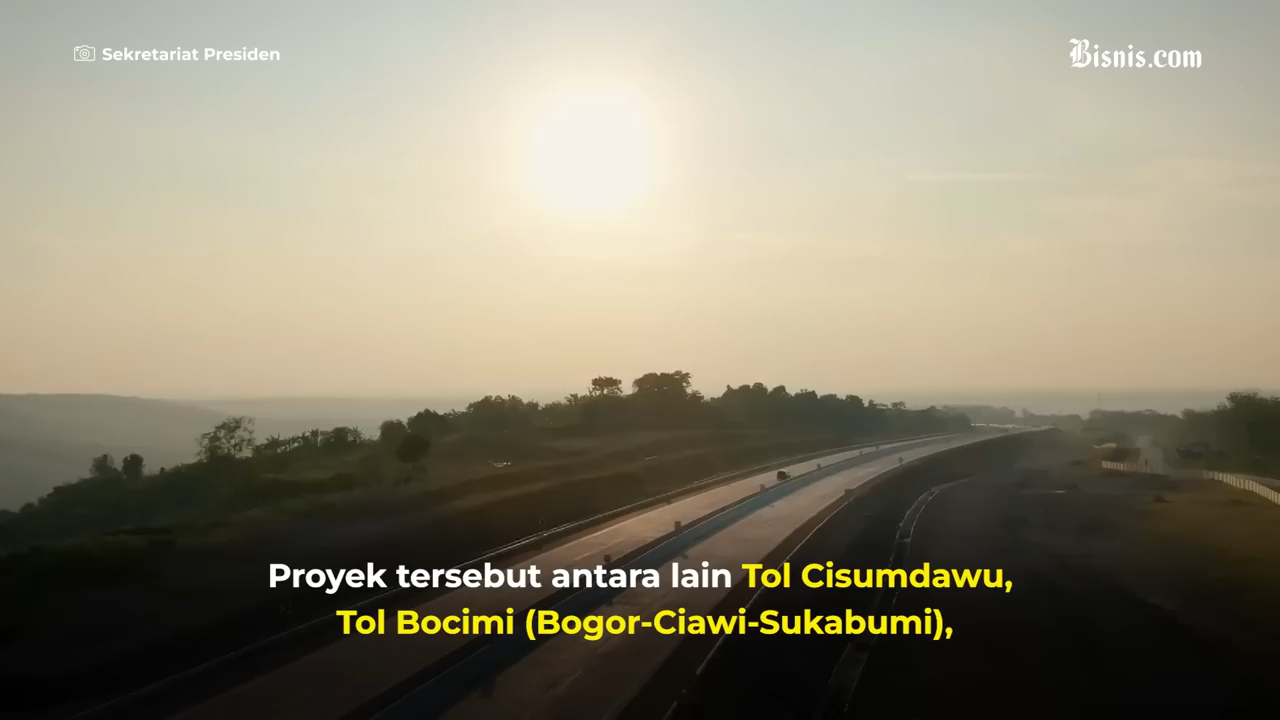 Sekretariat Presiden
Bisnis.com
Proyek tersebut antara lain Tol Cisumdawu,
Tol Bocimi (Bogor-Ciawi-Sukabumi),